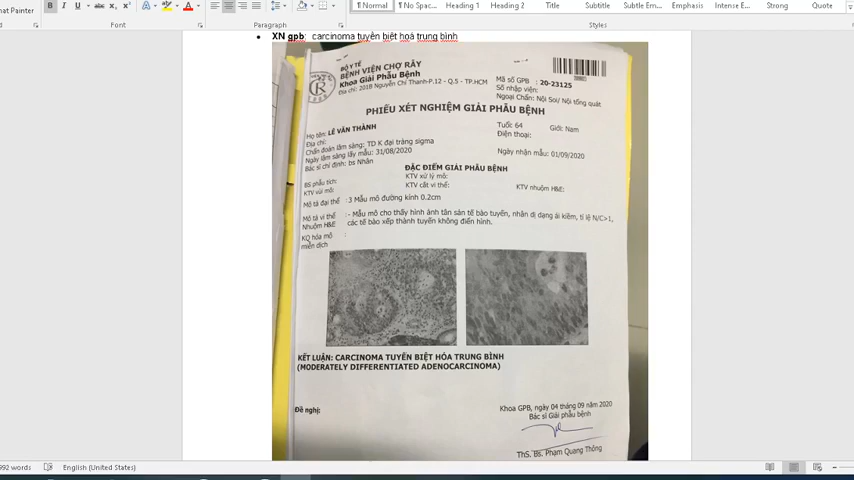 mat Painter
B I U abc x₂ x² A ab A
Font
Paragraph
¶ Normal ¶ No Spac... Heading 1 Heading 2 Title Subtitle Subtle Em... Emphasis Intense E... Strong Quote
Styles
• XN gpb: carcinoma tuyến biệt hoá trung bình
BỘ Y TẾ
BỆNH VIỆN CHỢ RẪY
Khoa Giải Phẫu Bệnh
Địa chỉ: 201B Nguyễn Chí Thanh-P.12 - Q.5 - TP.HCM
Mã số GPB : 20-23125
Số nhập viện:
Ngoại Chẩn: Nội Soi/ Nội tổng quát
PHIẾU XÉT NGHIỆM GIẢI PHẪU BỆNH
Họ tên: LÊ VĂN THÀNH
Tuổi: 64 Giới: Nam
Địa chỉ:
Điện thoại:
Chẩn đoán lâm sàng: TD K đại tràng sigma
Ngày lâm sàng lấy mẫu: 31/08/2020
Ngày nhận mẫu: 01/09/2020
Bác sĩ chỉ định: bs Nhân
ĐẶC ĐIỂM GIẢI PHẪU BỆNH
BS phẫu tích: KTV xử lý mô:
KTV vùi mô: KTV cắt vi thể: KTV nhuộm H&E:
Mô tả đại thể : 3 Mẫu mô đường kính 0.2cm
Mô tả vi thể :- Mẫu mô cho thấy hình ảnh tân sản tế bào tuyến, nhân dị dạng ái kiềm, tỉ lệ N/C>1,
Nhuộm H&E các tế bào xếp thành tuyến không điển hình.
KQ hóa mô :
miễn dịch
KẾT LUẬN: CARCINOMA TUYẾN BIỆT HÓA TRUNG BÌNH
(MODERATELY DIFFERENTIATED ADENOCARCINOMA)
Đề nghị:
Khoa GPB, ngày 04 tháng 09 năm 2020
Bác sĩ Giải phẫu bệnh
ThS. Bs. Phạm Quang Thông
992 words English (United States)